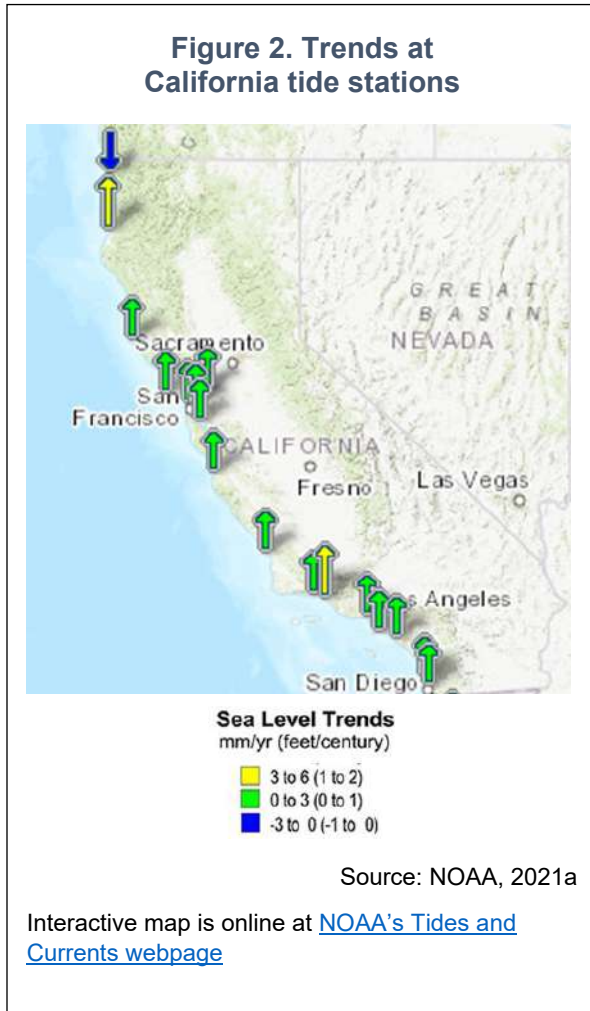 Figure 2. Trends at
California tide stations
GREAT
BASIN
NEVADA
Sacramento
San
Francisco
CALIFORNIA
Fresno
Las Vegas
s Angeles
San Diego
Sea Level Trends
mm/yr (feet/century)
3 to 6 (1 to 2)
0 to 3 (0 to 1)
-3 to 0 (-1 to 0)
Source: NOAA, 2021a
Interactive map is online at NOAA's Tides and
Currents webpage